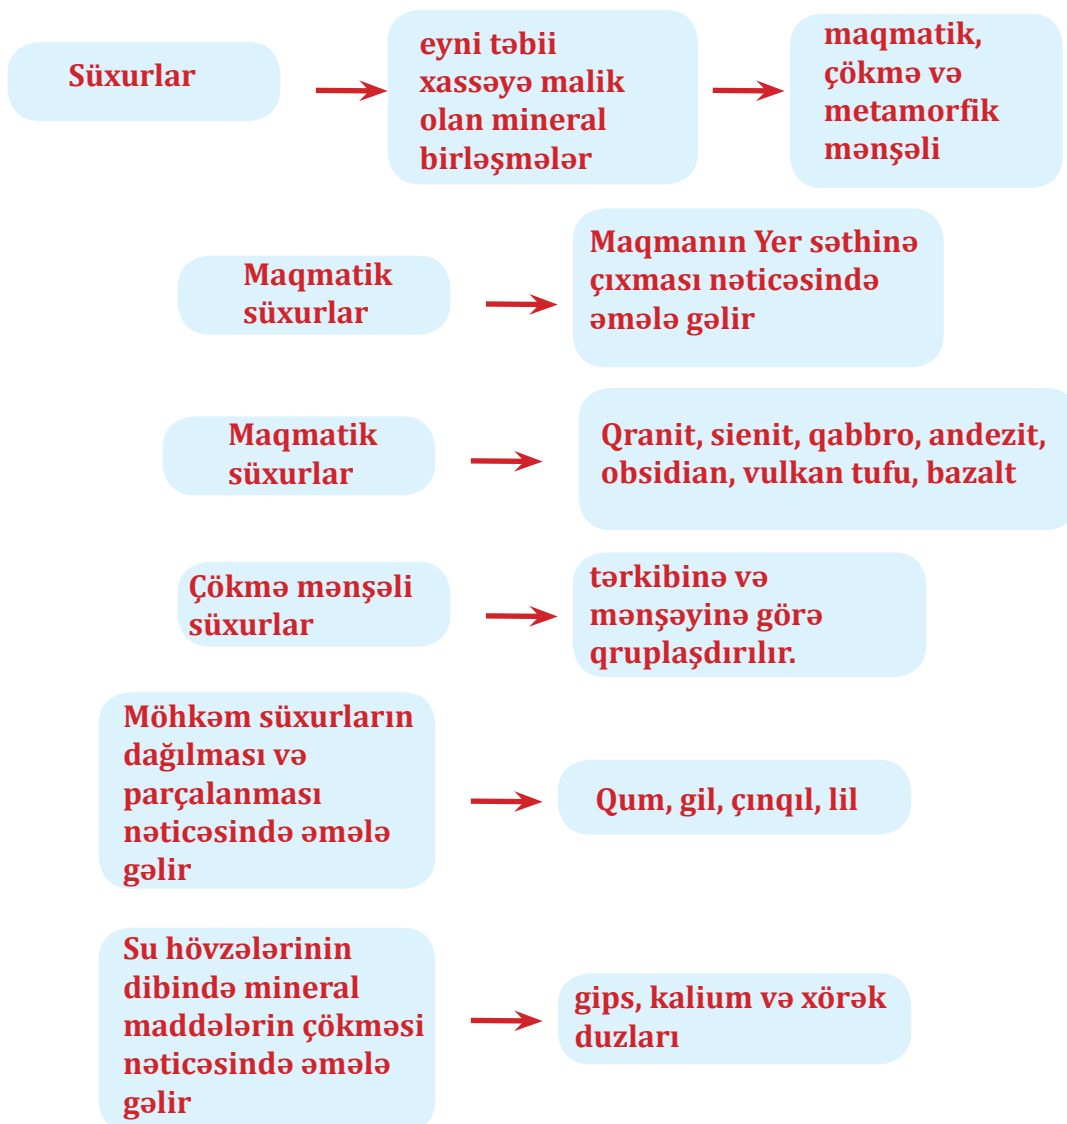 Süxurlar
eyni təbii
xassəyə malik
olan mineral
birləşmələr
maqmatik,
çökmə və
metamorfik
mənşəli
Maqmatik
süxurlar
Maqmanın Yer səthinə
çıxması nəticəsində
əmələ gəlir
Maqmatik
süxurlar
Qranit, sienit, qabbro, andezit,
obsidian, vulkan tufu, bazalt
Çökmə mənşəli
süxurlar
tərkibinə və
mənşəyinə görə
qruplaşdırılır.
Möhkəm süxurların
dağılması və
parçalanması
nəticəsində əmələ
gəlir
Qum, gil, çınqıl, lil
Su hövzələrinin
dibində mineral
maddələrin çökməsi
nəticəsində əmələ
gəlir
gips, kalium və xörək
duzları